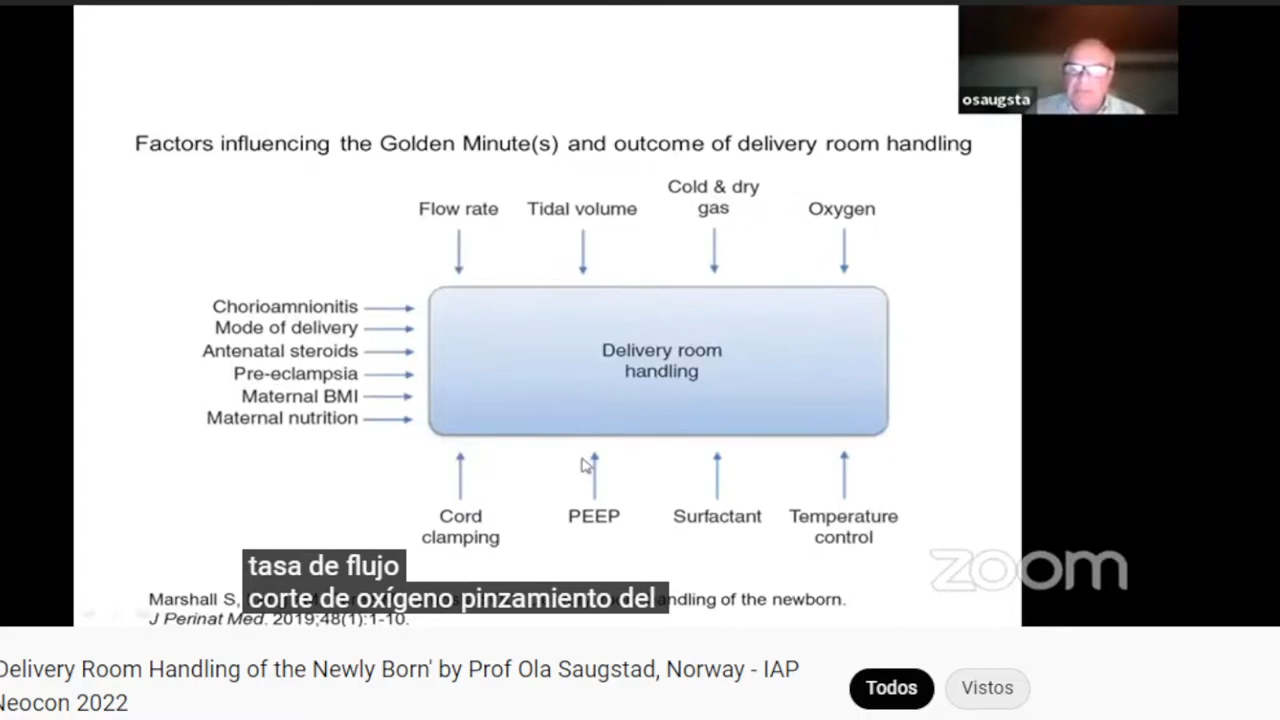 osaugsta
Factors influencing the Golden Minute(s) and outcome of delivery room handling
Flow rate
Tidal volume
Cold & dry
gas
Oxygen
Chorioamnionitis
Mode of delivery
Antenatal steroids
Pre-eclampsia
Maternal BMI
Maternal nutrition
Delivery room
handling
Cord
clamping
PEEP
Surfactant
Temperature
control
zoom
tasa de flujo
corte de oxígeno pinzamiento del
Marshall S, handling of the newborn.
J Perinat Med. 2019;48(1):1-10.
Delivery Room Handling of the Newly Born' by Prof Ola Saugstad, Norway - IAP
Neocon 2022
Todos
Vistos